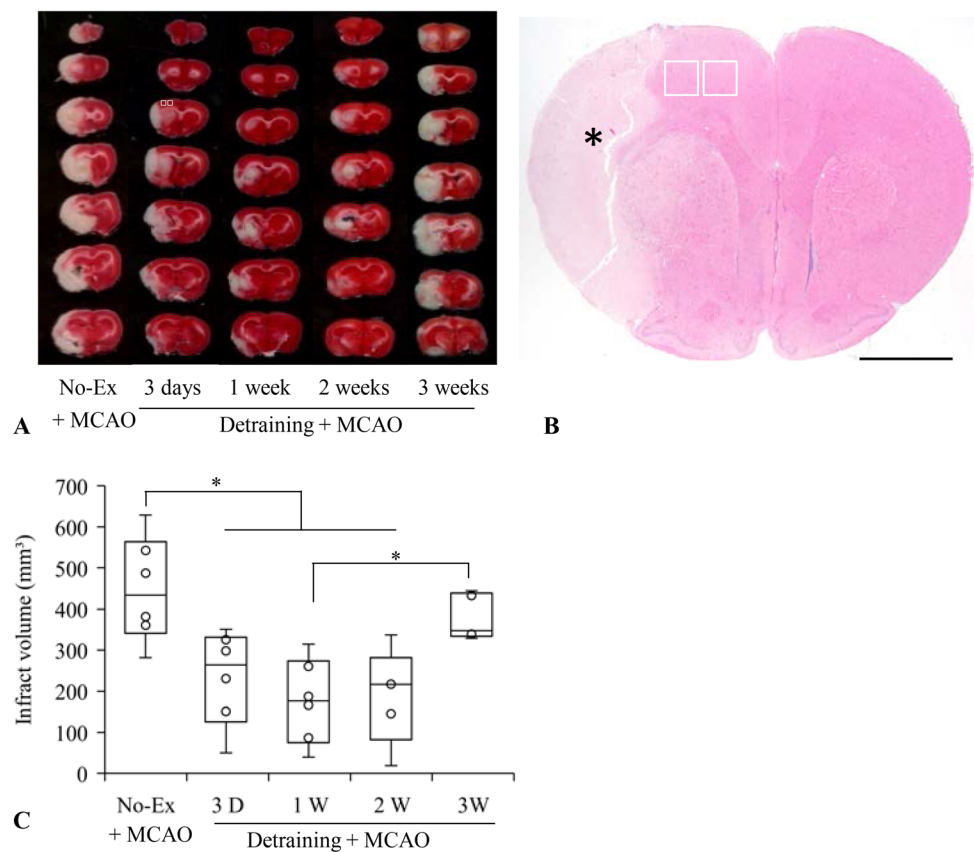 No-Ex 3 days 1 week 2 weeks 3 weeks
+ MCAO
Detraining + MCAO
A
*
B
700
600
500
400
300
200
100
0
Infract volume (mm³)
*
*
No-Ex 3 D 1 W 2 W 3W
+ MCAO
Detraining + MCAO
C